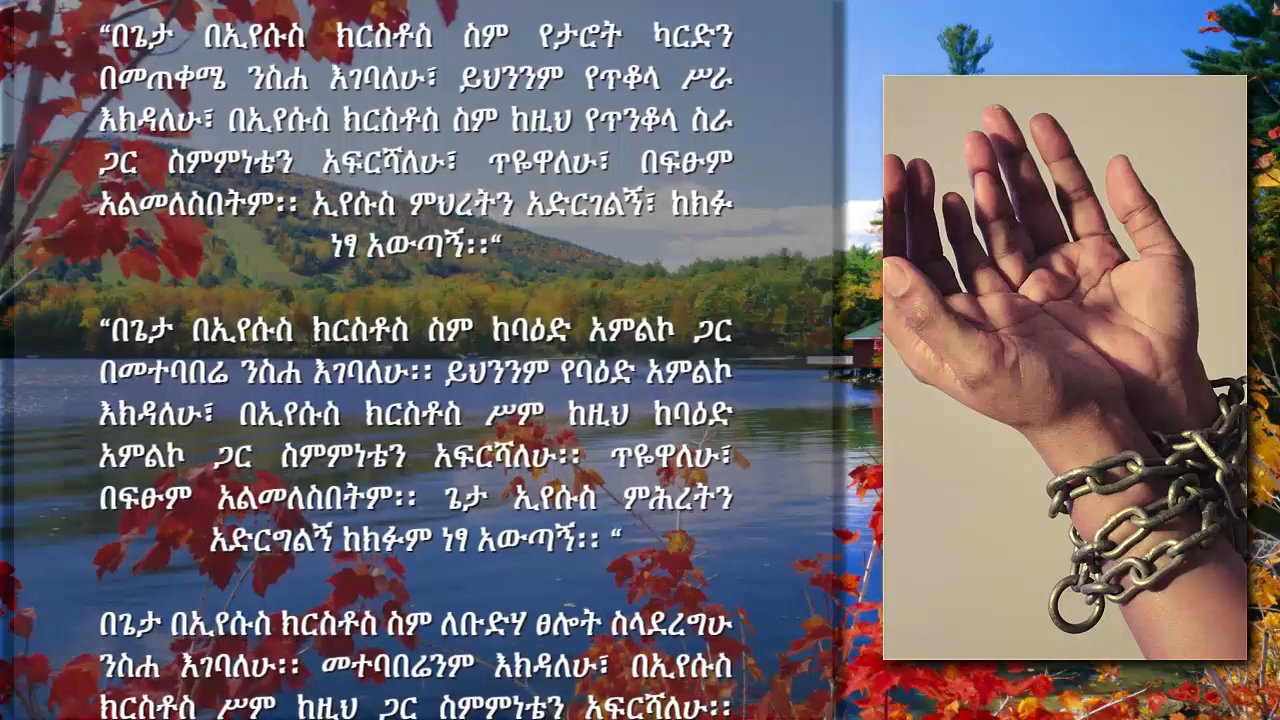 “በጌታ በኢየሱስ ክርስቶስ ስም የታሮት ካርድን
በመጠቀሜ ንስሐ እገባለሁ፣ ይህንንም የጥቆላ ሥራ
እክዳለሁ፣ በኢየሱስ ክርስቶስ ስም ከዚህ የጥንቆላ ስራ
ጋር ስምምነቴን አፍርሻለሁ፣ ጥዬዋለሁ፣ በፍፁም
አልመለስበትም፡፡ ኢየሱስ ምህረትን አድርገልኝ፣ ከክፉ
ነፃ አውጣኝ፡፡“
“በጌታ በኢየሱስ ክርስቶስ ስም ከባዕድ አምልኮ ጋር
በመተባበሬ ንስሐ እገባለሁ፡፡ ይህንንም የባዕድ አምልኮ
እክዳለሁ፣ በኢየሱስ ክርስቶስ ሥም ከዚህ ከባዕድ
አምልኮ ጋር ስምምነቴን አፍርሻለሁ፡፡ ጥዬዋለሁ፣
በፍፁም አልመለስበትም፡፡ ጌታ ኢየሱስ ምሕረትን
አድርግልኝ ከክፉም ነፃ አውጣኝ፡፡ “
በጌታ በኢየሱስ ክርስቶስ ስም ለቡድሃ ፀሎት ስላደረግሁ
ንስሐ እገባለሁ፡፡ መተባበሬንም እክዳለሁ፣ በኢየሱስ
ክርስቶስ ሥም ከዚህ ጋር ስምምነቴን አፍርሻለሁ፡፡